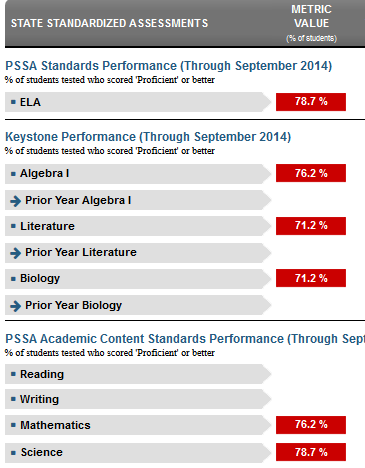 METRIC
STATE STANDARDIZED ASSESSMENTS VALUE
(% of students)
PSSA Standards Performance (Through September 2014)
% of students tested who scored 'Proficient' or better
ELA 78.7 %
Keystone Performance (Through September 2014)
% of students tested who scored 'Proficient' or better
Algebra I 76.2 %
Prior Year Algebra I
Literature 71.2 %
Prior Year Literature
Biology 71.2 %
Prior Year Biology
PSSA Academic Content Standards Performance (Through Sept
% of students tested who scored 'Proficient' or better
Reading
Writing
Mathematics 76.2 %
Science 78.7 %